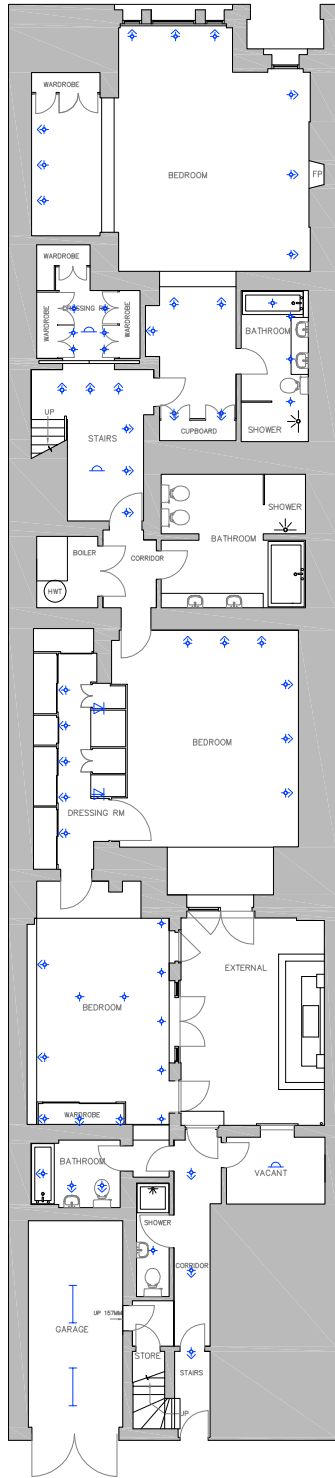 WARDROBE
BEDROOM
FP
WARDROBE
DRESSING RM
WARDROBE
WARDROBE
BATHROOM
UP
STAIRS
CUPBOARD
SHOWER
SHOWER
BATHROOM
BOILER
CORRIDOR
HWT
BEDROOM
DRESSING RM
EXTERNAL
BEDROOM
WARDROBE
BATHROOM
VACANT
SHOWER
CORRIDOR
UP 157MM
GARAGE
STORE
STAIRS
UP